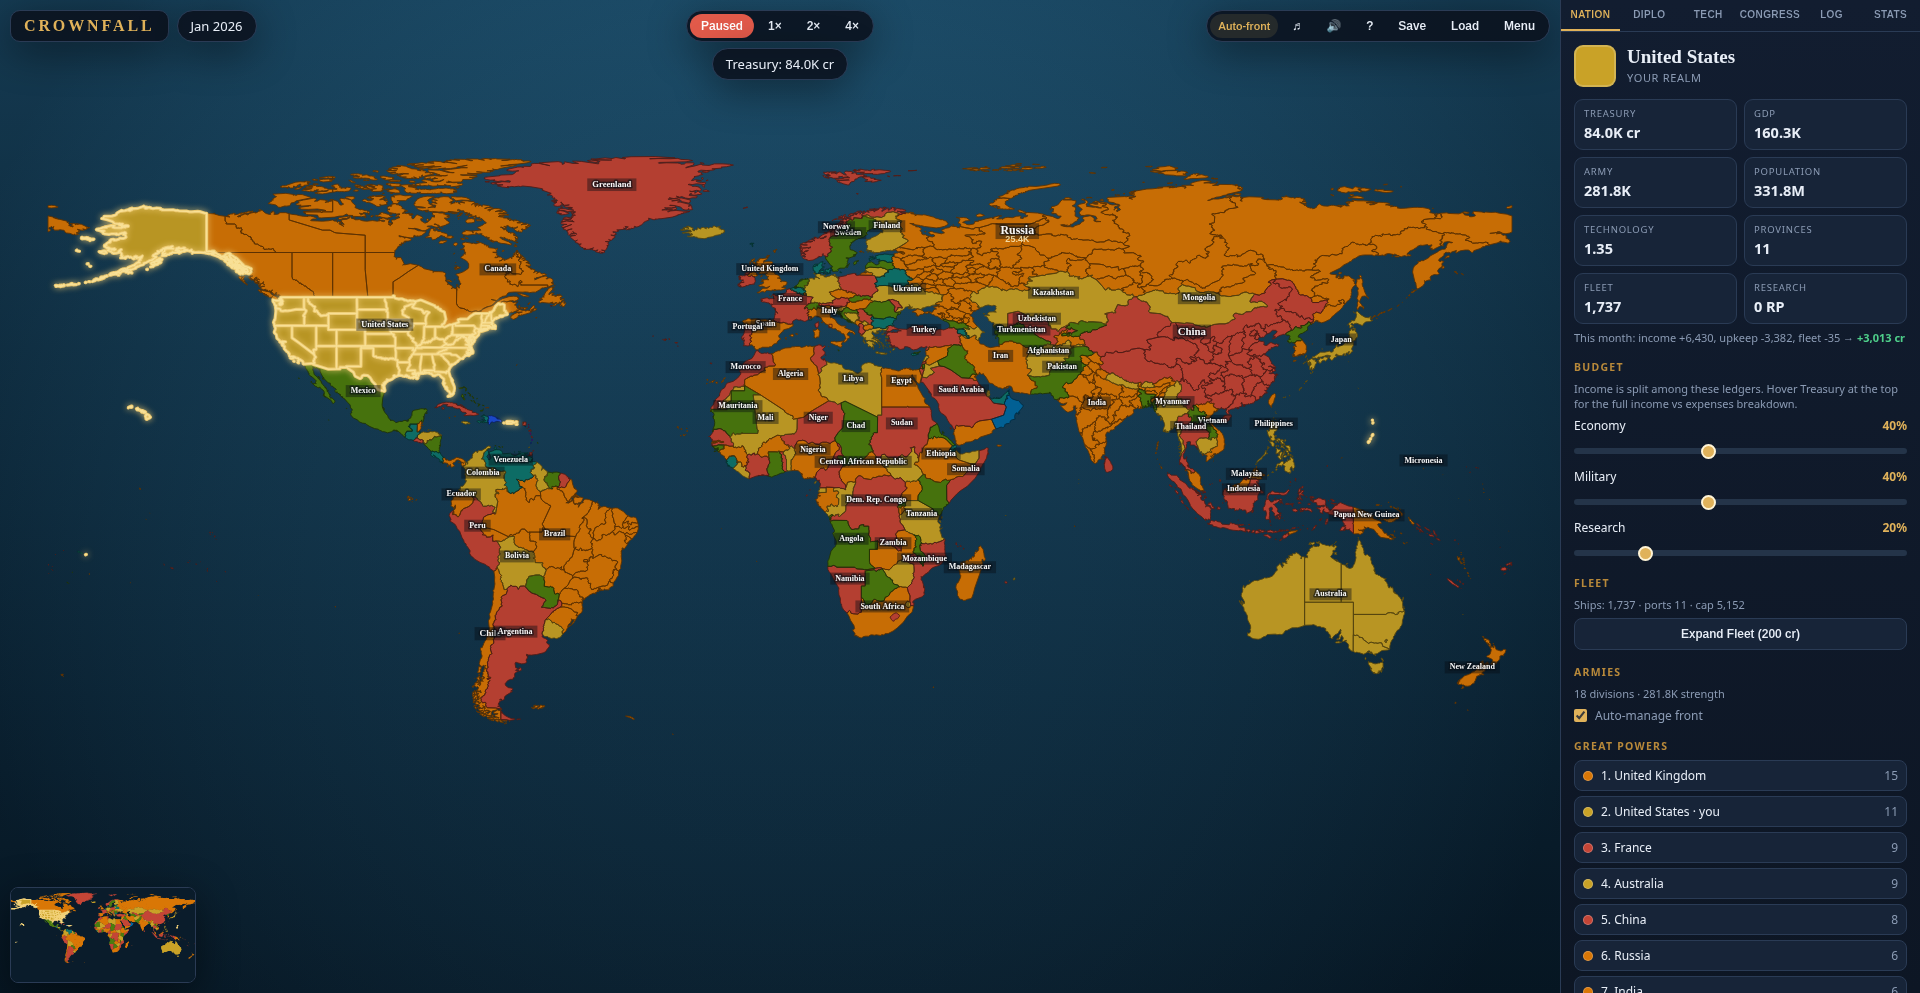 CROWNFALL
Jan 2026
Paused
1×
2×
4×
Treasury: 84.0K cr
Auto-front
?
Save
Load
Menu
NATION
DIPLO
TECH
CONGRESS
LOG
STATS
United States
YOUR REALM
TREASURY
84.0K cr
GDP
160.3K
ARMY
281.8K
POPULATION
331.8M
TECHNOLOGY
1.35
PROVINCES
11
FLEET
1,737
RESEARCH
0 RP
This month: income +6,430, upkeep -3,382, fleet -35 → +3,013 cr
BUDGET
Income is split among these ledgers. Hover Treasury at the top
for the full income vs expenses breakdown.
Economy
40%
Military
40%
Research
20%
FLEET
Ships: 1,737 · ports 11 · cap 5,152
Expand Fleet (200 cr)
ARMIES
18 divisions · 281.8K strength
Auto-manage front
GREAT POWERS
1. United Kingdom 15
2. United States · you 11
3. France 9
4. Australia 9
5. China 8
6. Russia 6
7. India 6
Greenland
Norway
Sweden
Finland
Russia
25.4K
Canada
United Kingdom
Ukraine
Kazakhstan
Mongolia
France
Italy
United States
Portugal
Spain
Turkey
Uzbekistan
Turkmenistan
China
Japan
Morocco
Algeria
Libya
Egypt
Iran
Afghanistan
Pakistan
Mexico
Saudi Arabia
India
Myanmar
Mauritania
Mali
Niger
Chad
Sudan
Vietnam
Thailand
Philippines
Venezuela
Colombia
Nigeria
Central African Republic
Ethiopia
Somalia
Micronesia
Malaysia
Indonesia
Ecuador
Dem. Rep. Congo
Tanzania
Papua New Guinea
Peru
Brazil
Angola
Zambia
Bolivia
Mozambique
Madagascar
Namibia
Australia
South Africa
Chile
Argentina
New Zealand